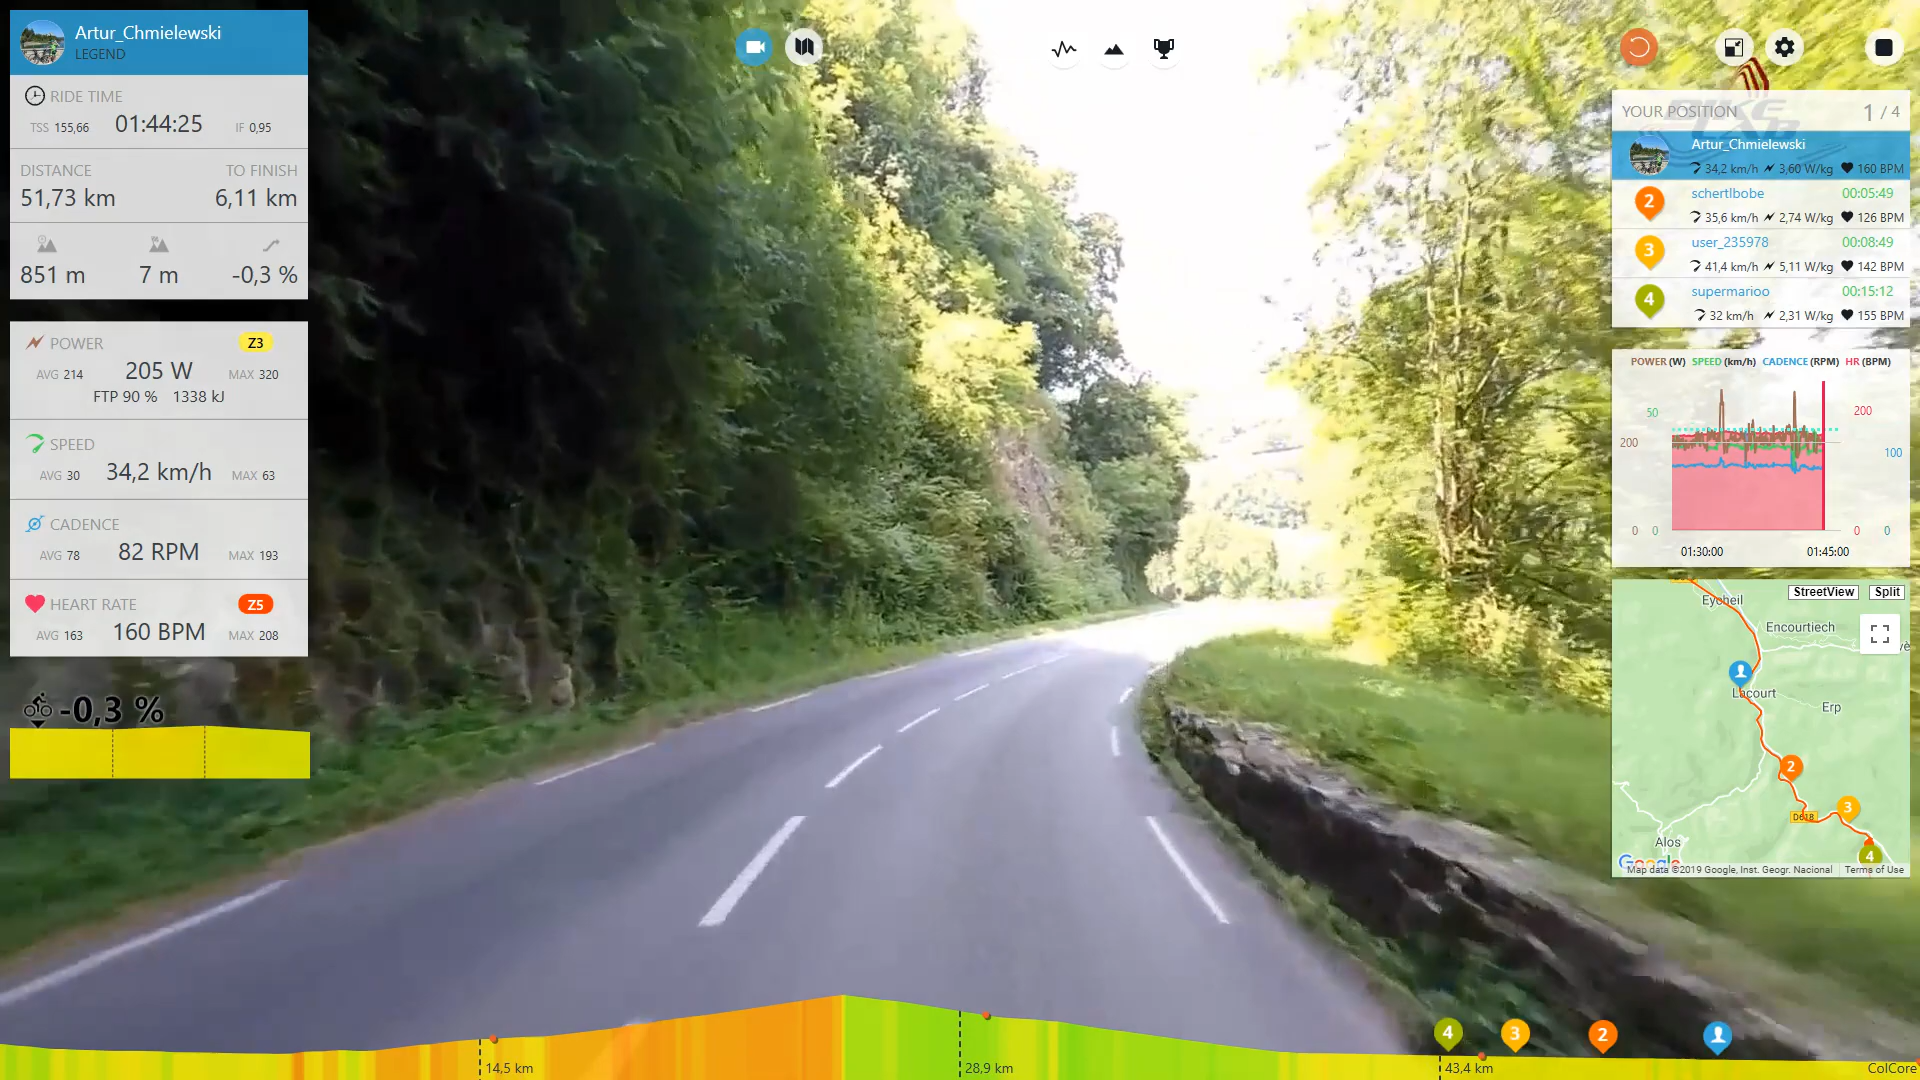 Artur_Chmielewski
LEGEND
RIDE TIME
TSS 155,66 01:44:25 IF 0,95
DISTANCE TO FINISH
51,73 km 6,11 km
851 m 7 m -0,3 %
POWER Z3
AVG 214 205 W MAX 320
FTP 90 % 1338 kJ
SPEED
AVG 30 34,2 km/h MAX 63
CADENCE
AVG 78 82 RPM MAX 193
HEART RATE Z5
AVG 163 160 BPM MAX 208
-0,3 %
YOUR POSITION 1 / 4
Artur_Chmielewski
34,2 km/h 3,60 W/kg 160 BPM
2 schertlbobe 00:05:49
35,6 km/h 2,74 W/kg 126 BPM
3 user_235978 00:08:49
41,4 km/h 5,11 W/kg 142 BPM
4 supermarioo 00:15:12
32 km/h 2,31 W/kg 155 BPM
POWER (W) SPEED (km/h) CADENCE (RPM) HR (BPM)
50 200
200 100
0 0 0 0
01:30:00 01:45:00
StreetView Split
Eycheil
Encourtiech
Lacourt
Erp
2
3
D618
Alos
4
Google
Map data ©2019 Google, Inst. Geogr. Nacional Terms of Use
4 3 2
14,5 km 28,9 km 43,4 km ColCore